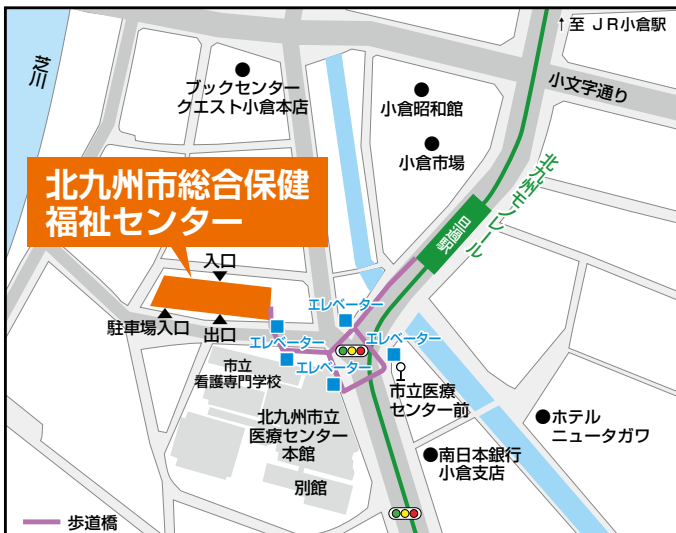 ↑至 ＪＲ小倉駅
芝川
ブックセンター
クエスト小倉本店
小倉昭和館
小文字通り
小倉市場
北九州モノレール
旦過駅
北九州市総合保健
福祉センター
入口
駐車場入口
出口
エレベーター
エレベーター
エレベーター
エレベーター
市立
看護専門学校
市立医療
センター前
北九州市立
医療センター
本館
別館
ホテル
ニュータガワ
南日本銀行
小倉支店
歩道橋